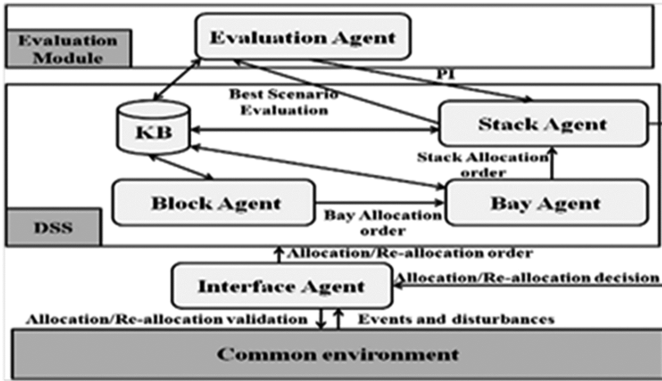 Evaluation Agent
Evaluation
Module
PI
Best Scenario
Evaluation
KB
Stack Agent
Stack Allocation
order
Block Agent
Bay Agent
Bay Allocation
order
DSS
Allocation/Re-allocation order
Interface Agent
Allocation/Re-allocation decision
Allocation/Re-allocation validation
Events and disturbances
Common environment